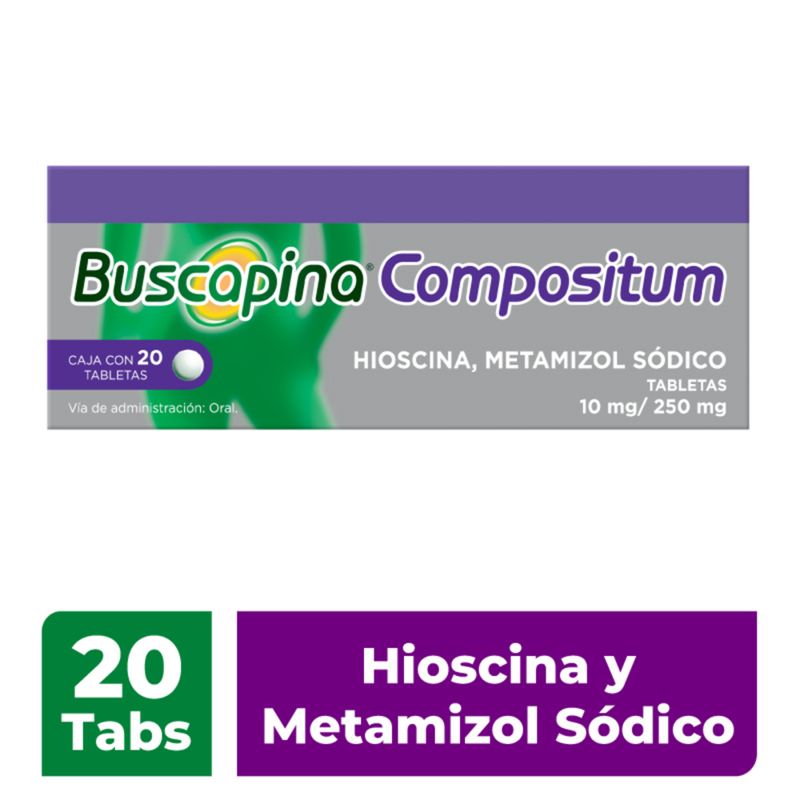 Buscapina® Compositum
CAJA CON 20
TABLETAS
HIOSCINA, METAMIZOL SÓDICO
TABLETAS
10 mg/ 250 mg
Vía de administración: Oral.
20
Tabs
Hioscina y
Metamizol Sódico